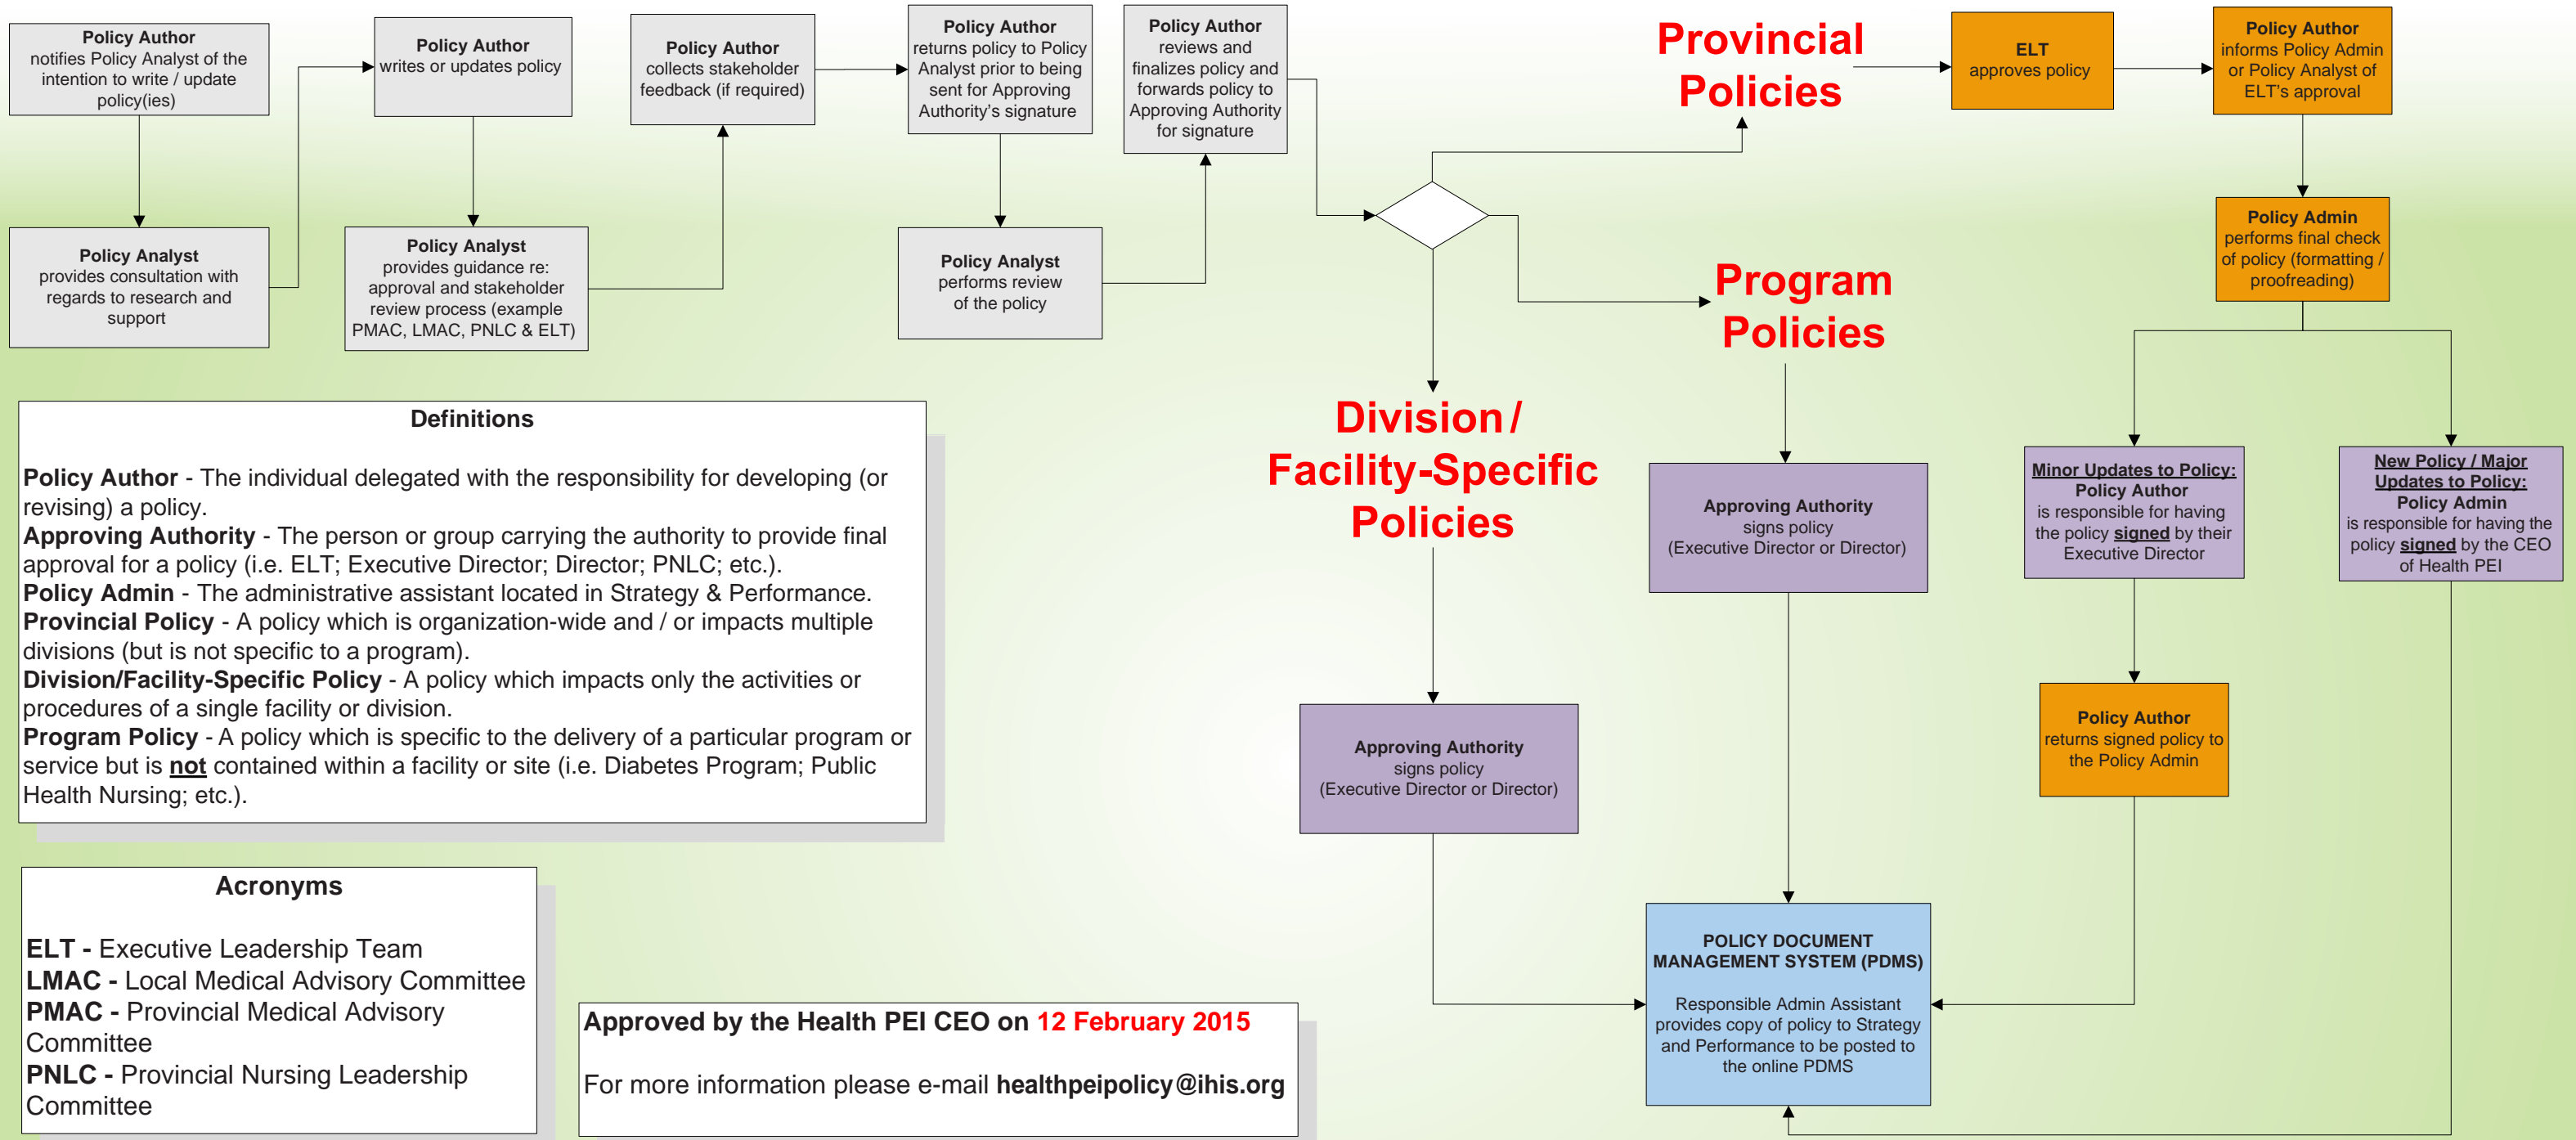 Policy Author
notifies Policy Analyst of the
intention to write / update
policy(ies)
Policy Analyst
provides consultation with
regards to research and
support
Policy Author
writes or updates policy
Policy Analyst
provides guidance re:
approval and stakeholder
review process (example
PMAC, LMAC, PNLC & ELT)
Policy Author
collects stakeholder
feedback (if required)
Policy Author
returns policy to Policy
Analyst prior to being
sent for Approving
Authority's signature
Policy Analyst
performs review
of the policy
Policy Author
reviews and
finalizes policy and
forwards policy to
Approving Authority
for signature
Provincial
Policies
ELT
approves policy
Policy Author
informs Policy Admin
or Policy Analyst of
ELT's approval
Policy Admin
performs final check
of policy (formatting /
proofreading)
Minor Updates to Policy:
Policy Author
is responsible for having
the policy signed by their
Executive Director
New Policy / Major
Updates to Policy:
Policy Admin
is responsible for having the
policy signed by the CEO
of Health PEI
Policy Author
returns signed policy to
the Policy Admin
Program
Policies
Approving Authority
signs policy
(Executive Director or Director)
Division /
Facility-Specific
Policies
Approving Authority
signs policy
(Executive Director or Director)
POLICY DOCUMENT
MANAGEMENT SYSTEM (PDMS)
Responsible Admin Assistant
provides copy of policy to Strategy
and Performance to be posted to
the online PDMS
Definitions
Policy Author - The individual delegated with the responsibility for developing (or
revising) a policy.
Approving Authority - The person or group carrying the authority to provide final
approval for a policy (i.e. ELT; Executive Director; Director; PNLC; etc.).
Policy Admin - The administrative assistant located in Strategy & Performance.
Provincial Policy - A policy which is organization-wide and / or impacts multiple
divisions (but is not specific to a program).
Division/Facility-Specific Policy - A policy which impacts only the activities or
procedures of a single facility or division.
Program Policy - A policy which is specific to the delivery of a particular program or
service but is not contained within a facility or site (i.e. Diabetes Program; Public
Health Nursing; etc.).
Acronyms
ELT - Executive Leadership Team
LMAC - Local Medical Advisory Committee
PMAC - Provincial Medical Advisory
Committee
PNLC - Provincial Nursing Leadership
Committee
Approved by the Health PEI CEO on 12 February 2015
For more information please e-mail healthpeipolicy@ihis.org